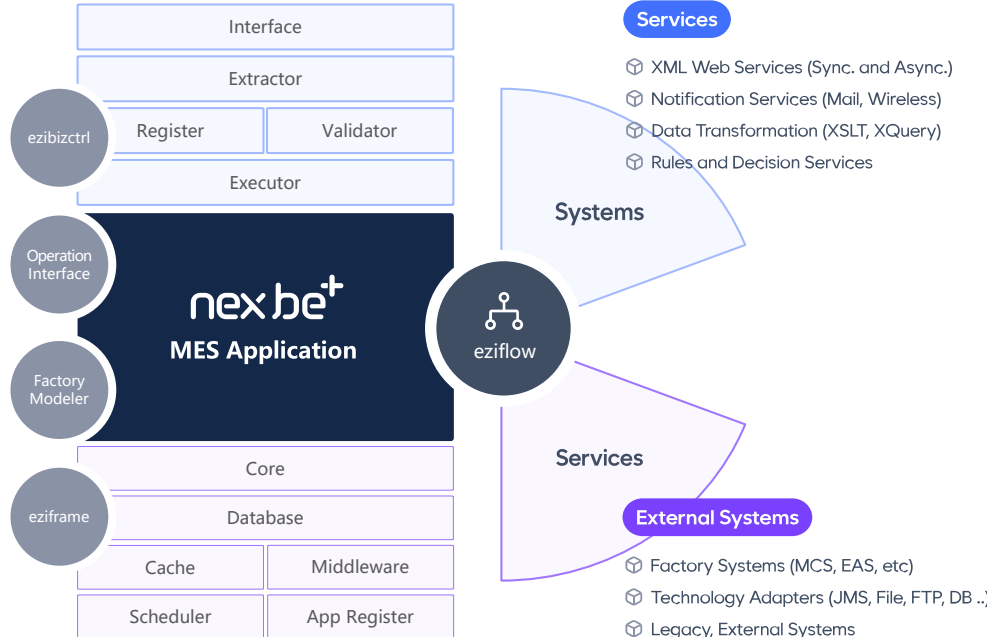 Interface
Extractor
Register
Validator
Executor
ezibizctrl
Operation
Interface
Factory
Modeler
eziframe
nexbe+
MES Application
Core
Database
Cache
Middleware
Scheduler
App Register
eziflow
Systems
Services
Services
XML Web Services (Sync. and Async.)
Notification Services (Mail, Wireless)
Data Transformation (XSLT, XQuery)
Rules and Decision Services
External Systems
Factory Systems (MCS, EAS, etc)
Technology Adapters (JMS, File, FTP, DB ..)
Legacy, External Systems